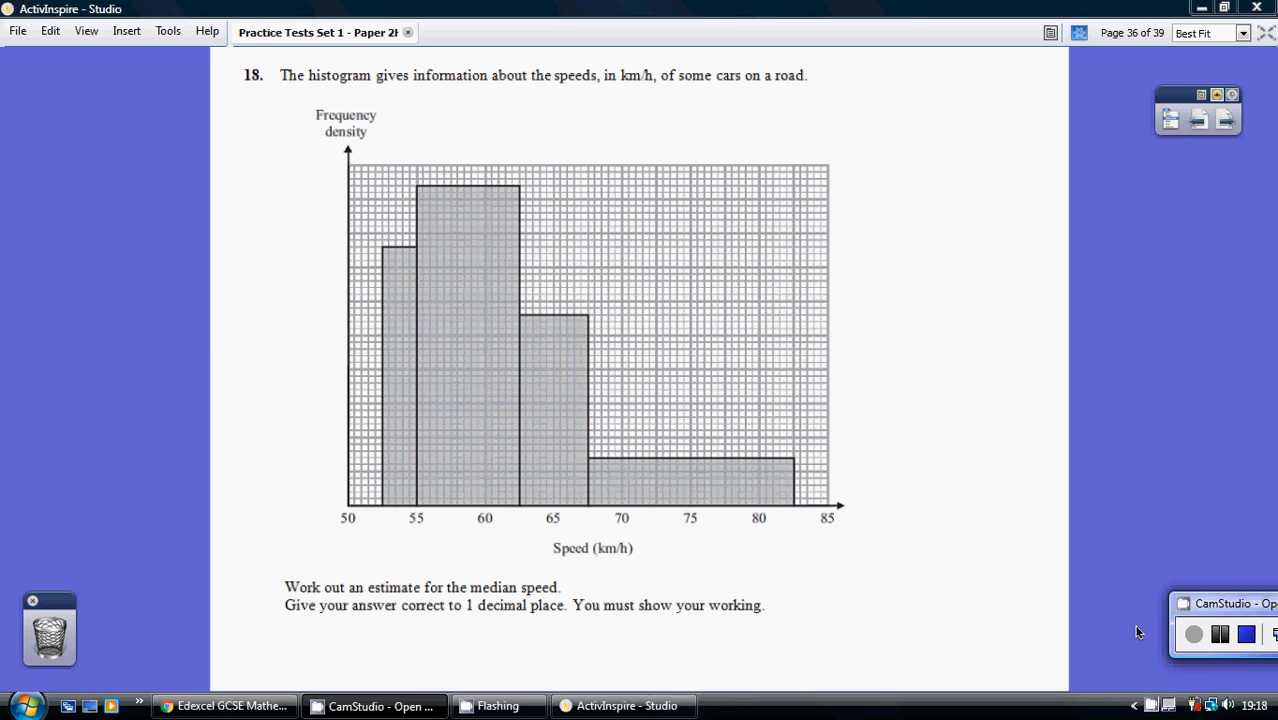 ActivInspire - Studio
File Edit View Insert Tools Help
Practice Tests Set 1 - Paper 2H
Page 36 of 39
Best Fit
18. The histogram gives information about the speeds, in km/h, of some cars on a road.
Frequency
density
50 55 60 65 70 75 80 85
Speed (km/h)
Work out an estimate for the median speed.
Give your answer correct to 1 decimal place. You must show your working.
CamStudio - Op
Edexcel GCSE Mathe...
CamStudio - Open ...
Flashing
ActivInspire - Studio
19:18